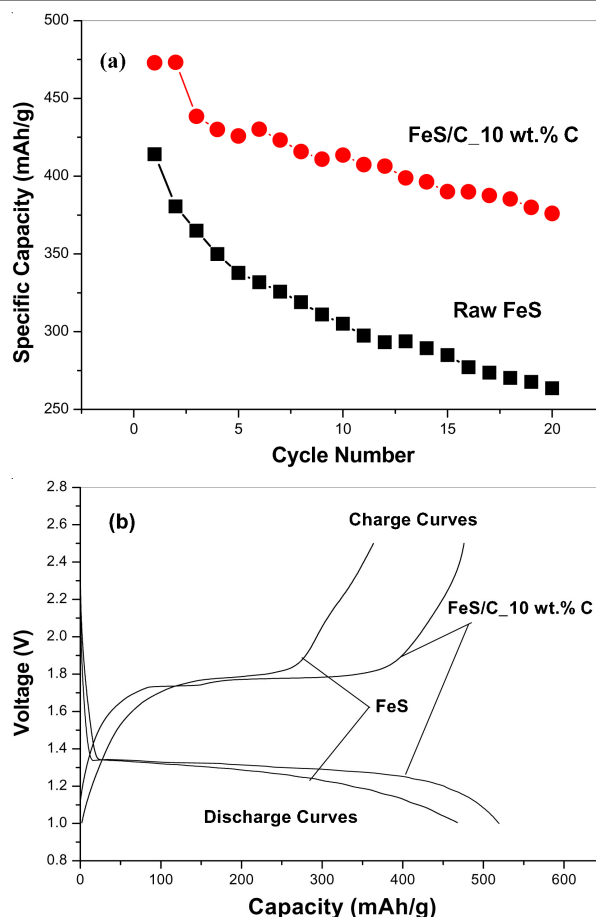 500
(a)
450
FeS/C_10 wt.% C
400
350
Raw FeS
300
250
Specific Capacity (mAh/g)
0 5 10 15 20
Cycle Number
2.8
(b)
Charge Curves
2.6
2.4
2.2
FeS/C_10 wt.% C
2.0
1.8
FeS
1.6
1.4
1.2
Discharge Curves
1.0
0.8
Voltage (V)
0 100 200 300 400 500 600
Capacity (mAh/g)